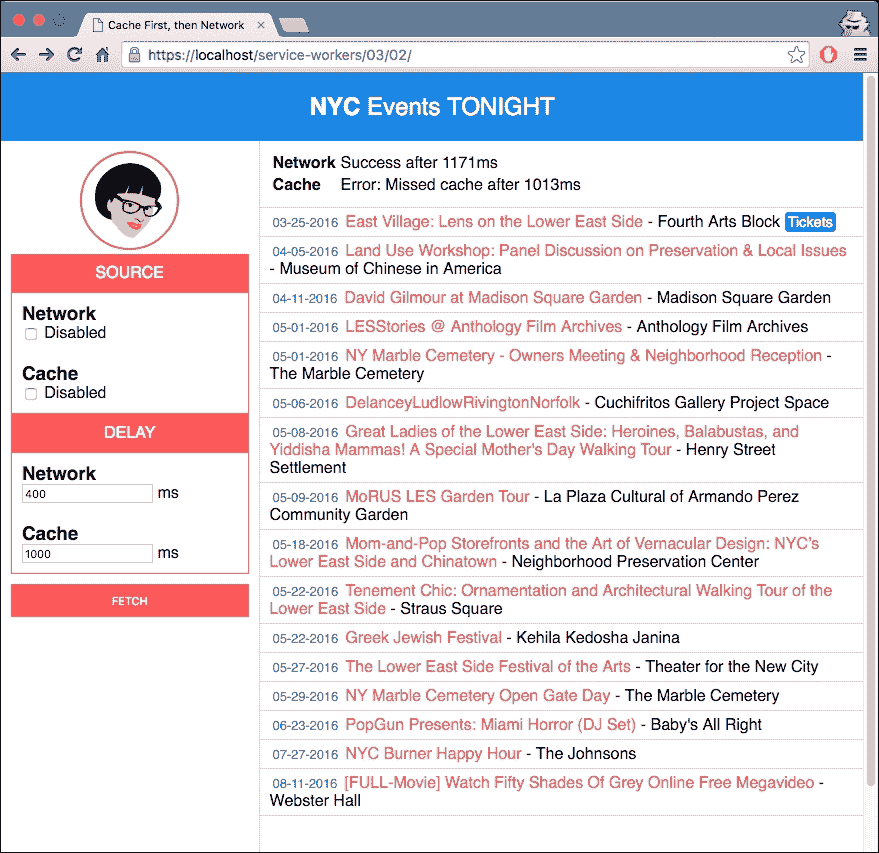 Cache First, then Network
https://localhost/service-workers/03/02/
NYC Events TONIGHT
SOURCE
Network
Disabled
Cache
Disabled
DELAY
Network
400 ms
Cache
1000 ms
FETCH
Network Success after 1171ms
Cache Error: Missed cache after 1013ms
03-25-2016 East Village: Lens on the Lower East Side - Fourth Arts Block Tickets
04-05-2016 Land Use Workshop: Panel Discussion on Preservation & Local Issues
- Museum of Chinese in America
04-11-2016 David Gilmour at Madison Square Garden - Madison Square Garden
05-01-2016 LESStories @ Anthology Film Archives - Anthology Film Archives
05-01-2016 NY Marble Cemetery - Owners Meeting & Neighborhood Reception -
The Marble Cemetery
05-06-2016 DelanceyLudlowRivingtonNorfolk - Cuchifritos Gallery Project Space
05-08-2016 Great Ladies of the Lower East Side: Heroines, Balabustas, and
Yiddisha Mammas! A Special Mother's Day Walking Tour - Henry Street
Settlement
05-09-2016 MoRUS LES Garden Tour - La Plaza Cultural of Armando Perez
Community Garden
05-18-2016 Mom-and-Pop Storefronts and the Art of Vernacular Design: NYC's
Lower East Side and Chinatown - Neighborhood Preservation Center
05-22-2016 Tenement Chic: Ornamentation and Architectural Walking Tour of the
Lower East Side - Straus Square
05-22-2016 Greek Jewish Festival - Kehila Kedosha Janina
05-27-2016 The Lower East Side Festival of the Arts - Theater for the New City
05-29-2016 NY Marble Cemetery Open Gate Day - The Marble Cemetery
06-23-2016 PopGun Presents: Miami Horror (DJ Set) - Baby's All Right
07-27-2016 NYC Burner Happy Hour - The Johnsons
08-11-2016 [FULL-Movie] Watch Fifty Shades Of Grey Online Free Megavideo -
Webster Hall